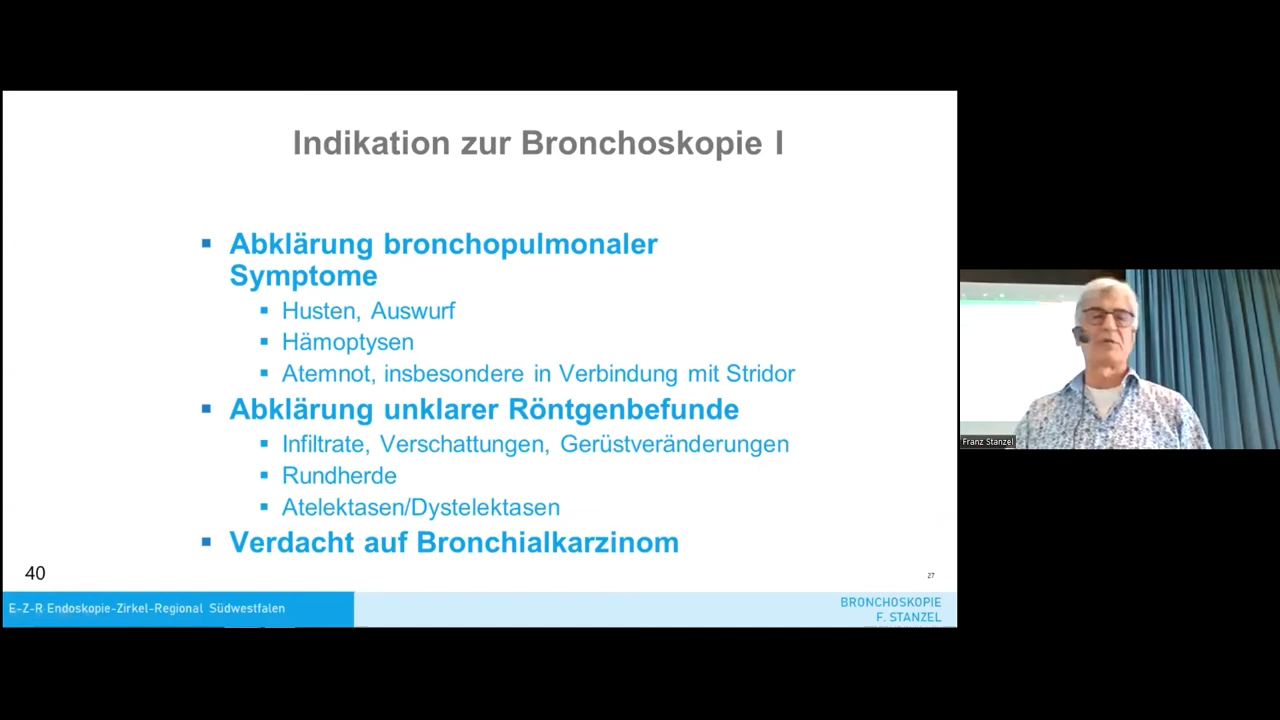 Indikation zur Bronchoskopie I
▪ Abklärung bronchopulmonaler
Symptome
▪ Husten, Auswurf
▪ Hämoptysen
▪ Atemnot, insbesondere in Verbindung mit Stridor
▪ Abklärung unklarer Röntgenbefunde
▪ Infiltrate, Verschattungen, Gerüstveränderungen
▪ Rundherde
▪ Atelektasen/Dystelektasen
▪ Verdacht auf Bronchialkarzinom
40
27
E-Z-R Endoskopie-Zirkel-Regional Südwestfalen
BRONCHOSKOPIE
F. STANZEL
Franz Stanzel